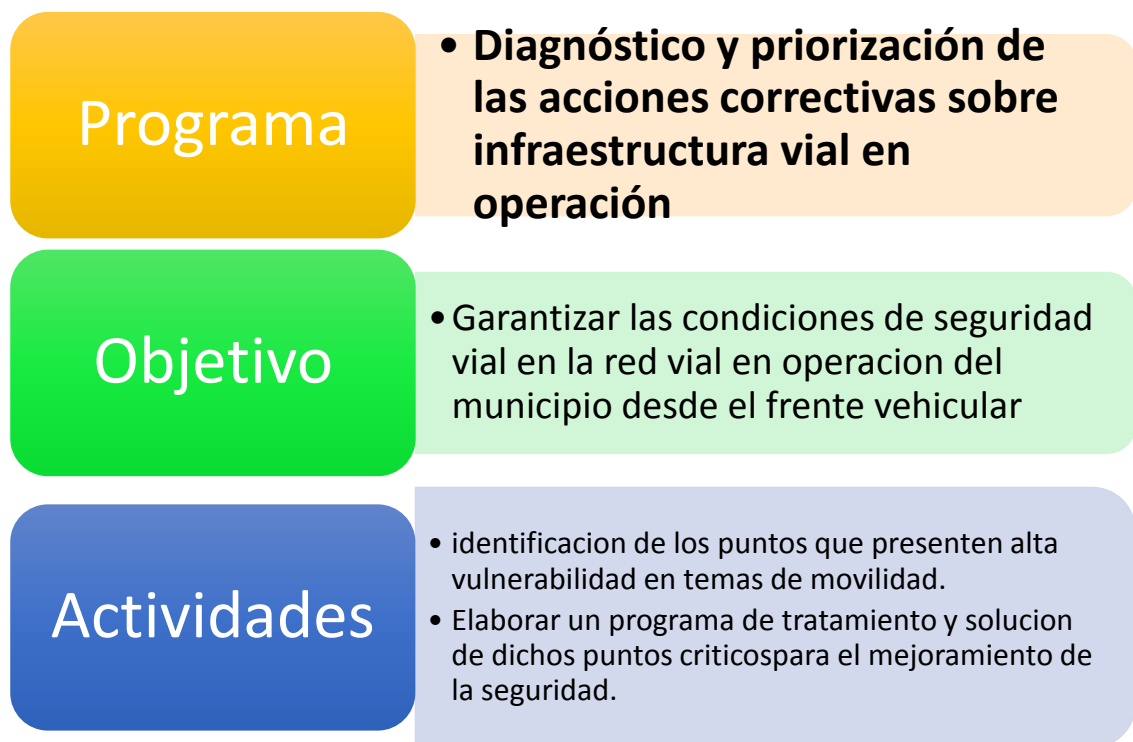 Programa
• Diagnóstico y priorización de
las acciones correctivas sobre
infraestructura vial en
operación
Objetivo
• Garantizar las condiciones de seguridad
vial en la red vial en operacion del
municipio desde el frente vehicular
Actividades
• identificacion de los puntos que presenten alta
vulnerabilidad en temas de movilidad.
• Elaborar un programa de tratamiento y solucion
de dichos puntos criticospara el mejoramiento de
la seguridad.